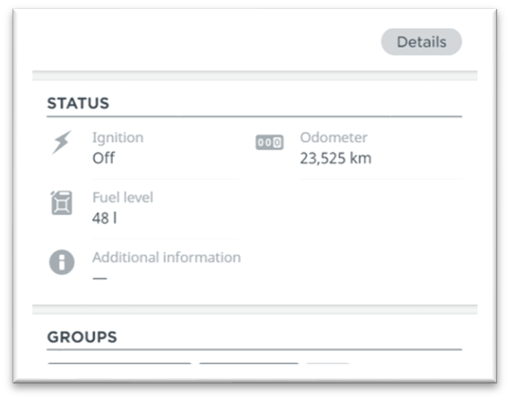 Details
STATUS
Ignition
Off
Odometer
23,525 km
Fuel level
48 l
Additional information
—
GROUPS